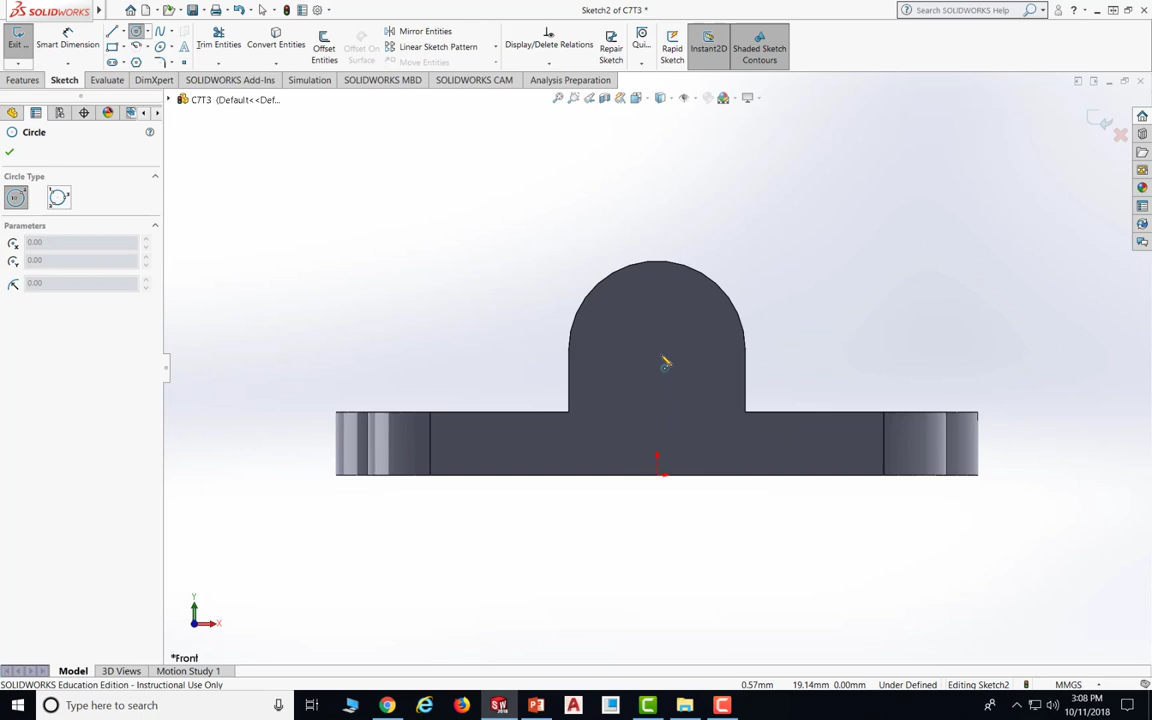 SOLIDWORKS
Sketch2 of C7T3 *
Search SOLIDWORKS Help
Exit ...
Smart Dimension
Trim Entities
Convert Entities
Offset Entities
Offset On Surface
Mirror Entities
Linear Sketch Pattern
Move Entities
Display/Delete Relations
Repair Sketch
Qui...
Rapid Sketch
Instant2D
Shaded Sketch Contours
Features
Sketch
Evaluate
DimXpert
SOLIDWORKS Add-Ins
Simulation
SOLIDWORKS MBD
SOLIDWORKS CAM
Analysis Preparation
C7T3 (Default<<Def...
Circle
Circle Type
Parameters
0.00
0.00
0.00
Y
X
*Front
Model
3D Views
Motion Study 1
SOLIDWORKS Education Edition - Instructional Use Only
0.57mm
19.14mm
0.00mm
Under Defined
Editing Sketch2
MMGS
Type here to search
3:08 PM
10/11/2018